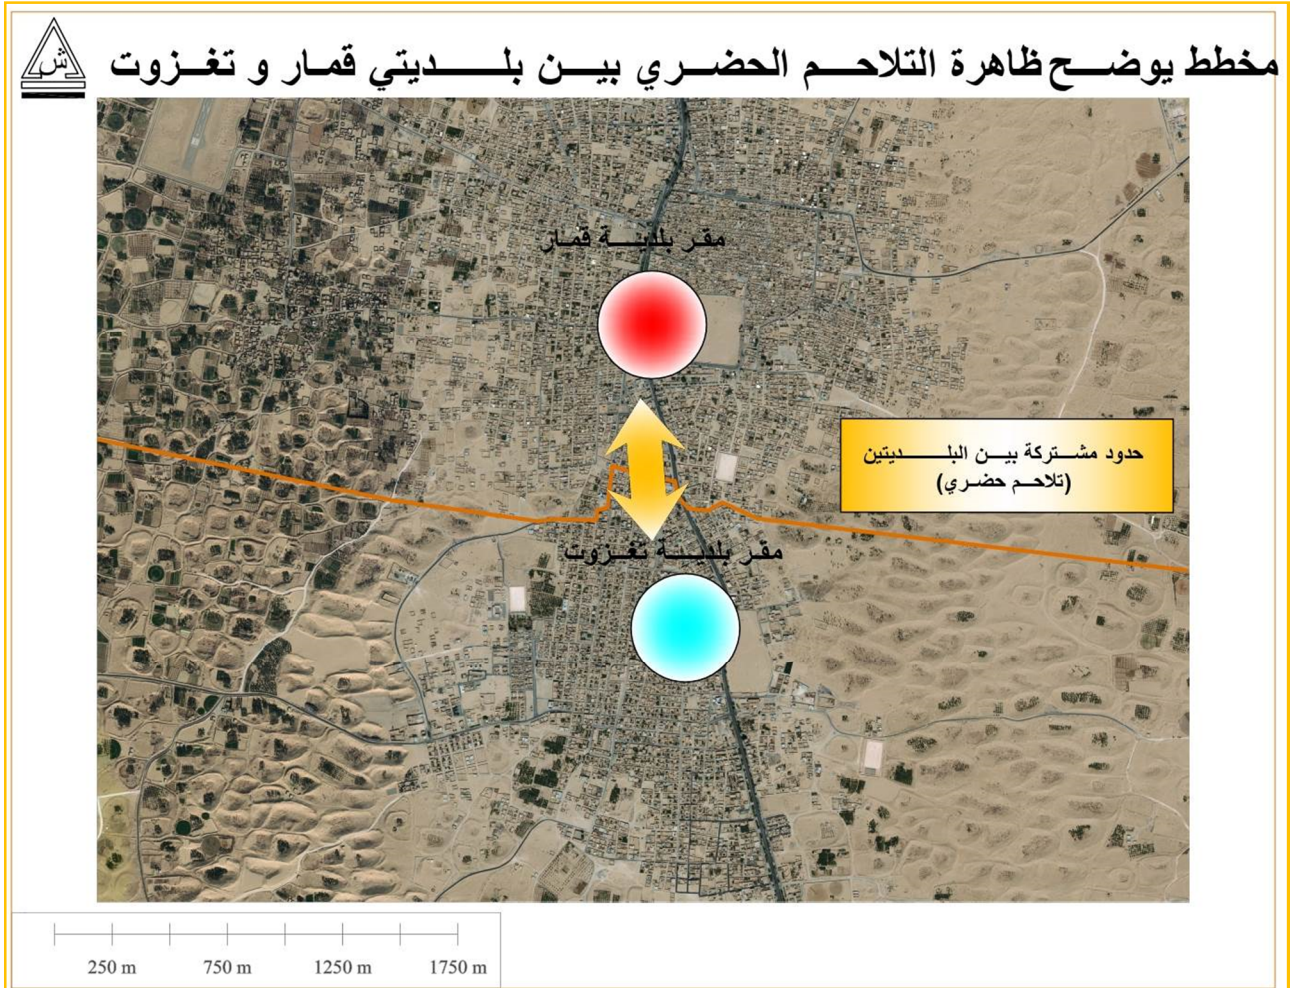 ش
مخطط يوضح ظاهرة التلاحم الحضري بين بلديتي قمار و تغزوت
مقر بلدية قمار
حدود مشتركة بين البلديتين
(تلاحم حضري)
مقر بلدية تغزوت
250 m 750 m 1250 m 1750 m